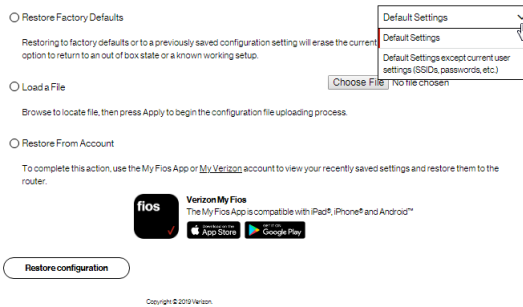 Restore Factory Defaults
Default Settings
Default Settings
Restoring to factory defaults or to a previously saved configuration setting will erase the current
option to return to an out of box state or a known working setup.
Default Settings except current user
settings (SSIDs, passwords, etc.)
Load a File
Choose File No file chosen
Browse to locate file, then press Apply to begin the configuration file uploading process.
Restore From Account
To complete this action, use the My Fios App or My Verizon account to view your recently saved settings and restore them to the
router.
fios
Verizon My Fios
The My Fios App is compatible with iPad®, iPhone® and Android™
Download on the
App Store
GET IT ON
Google Play
Restore configuration
Copyright © 2019 Verizon.